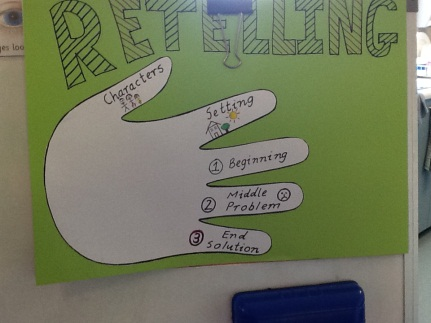 RETELLING
Characters
Setting
1 Beginning
Middle
2 Problem
3 End
Solution